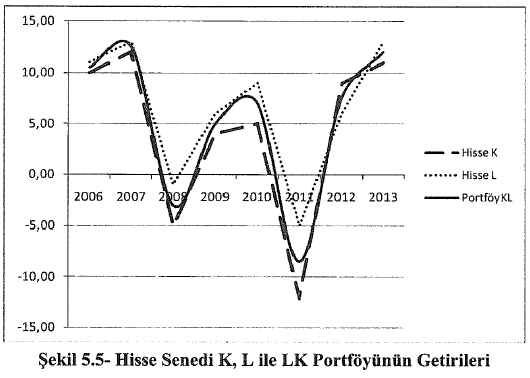 15,00
10,00
5,00
0,00
2006 2007 2008 2009 2010 2011 2012 2013
-5,00
-10,00
-15,00
Hisse K
Hisse L
Portföy KL
Şekil 5.5- Hisse Senedi K, L ile LK Portföyünün Getirileri